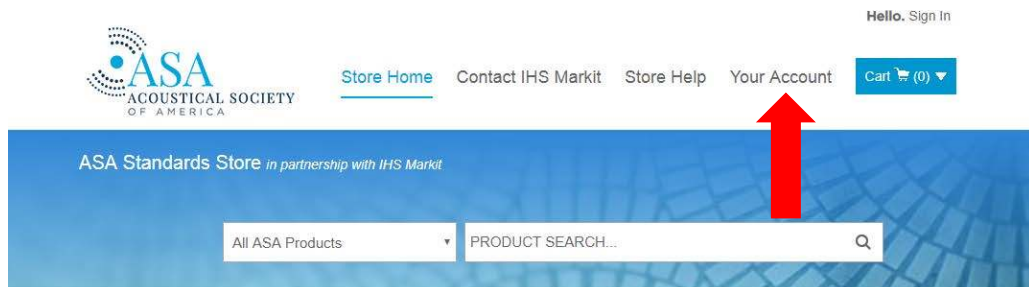 Hello. Sign In
ASA
ACOUSTICAL SOCIETY
OF AMERICA
Store Home Contact IHS Markit Store Help Your Account Cart (0)
ASA Standards Store in partnership with IHS Markit
All ASA Products PRODUCT SEARCH...